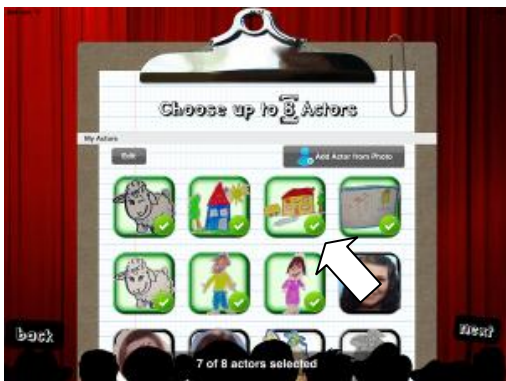 Choose up to 8 Actors
My Actors
Edit
Add Actor from Photo
back
next
7 of 8 actors selected